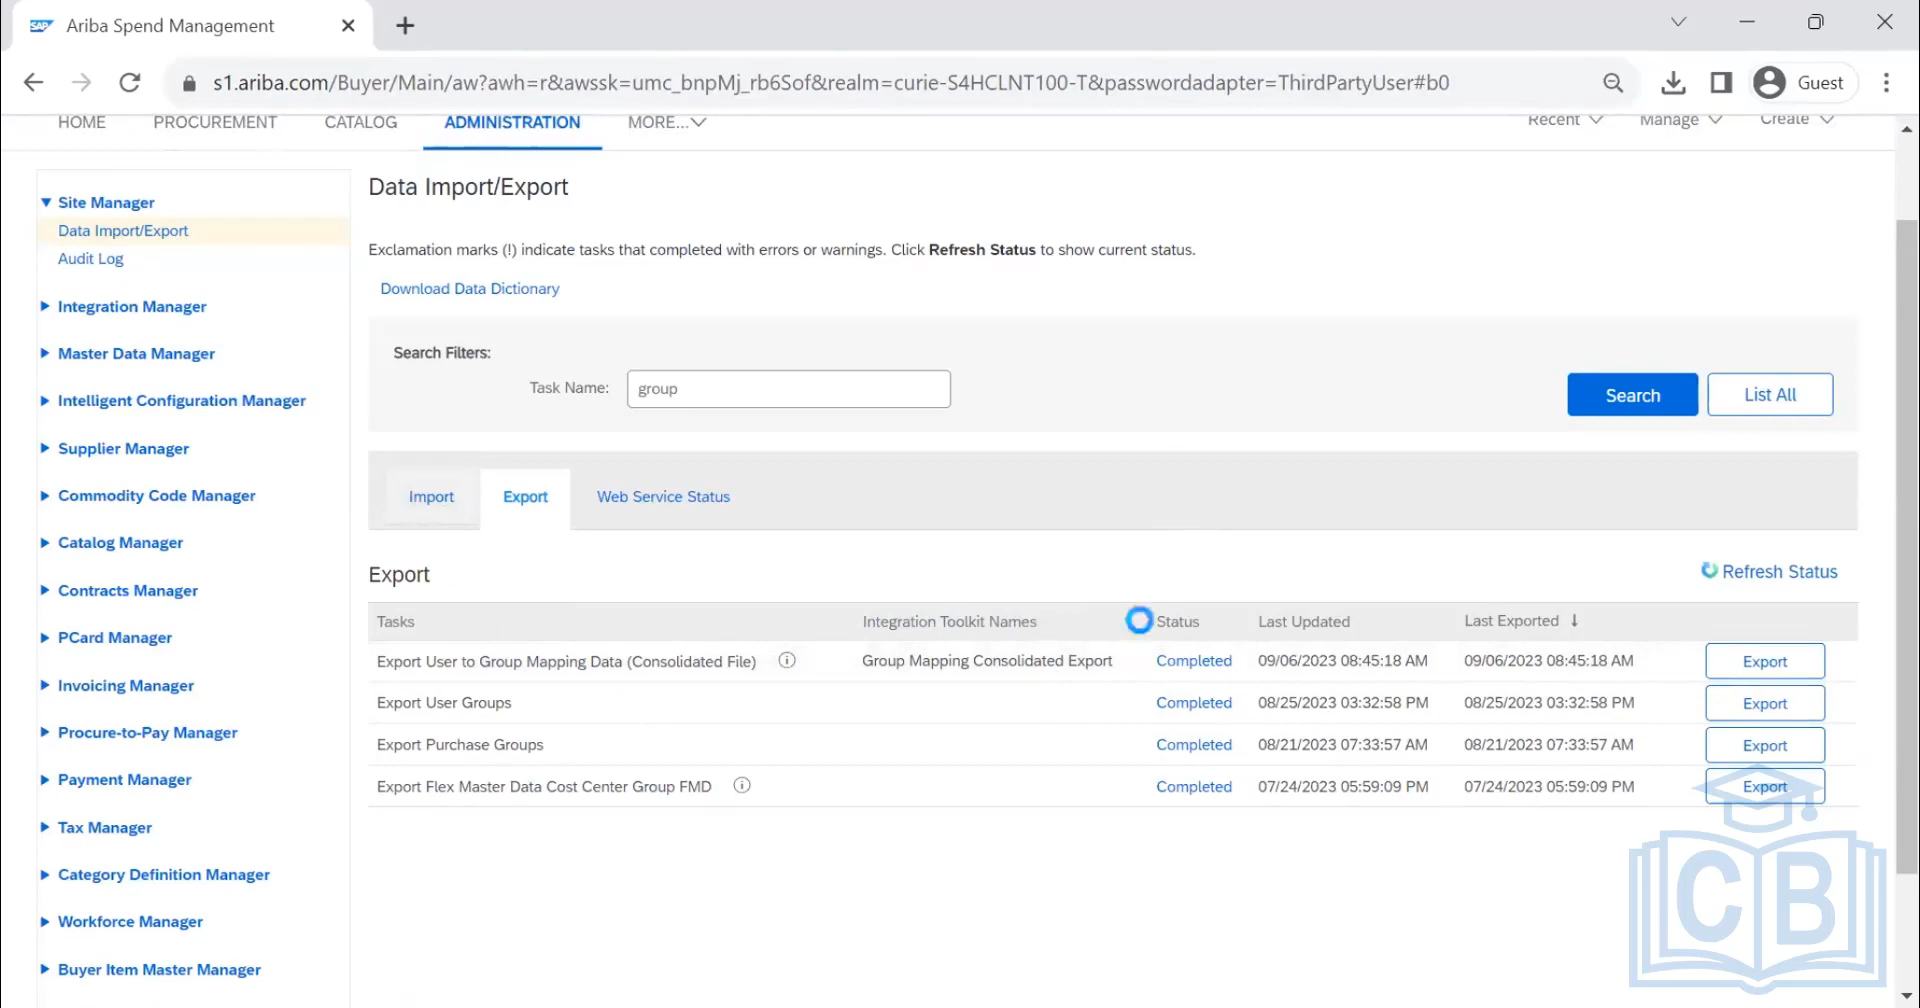 SAP Ariba Spend Management
s1.ariba.com/Buyer/Main/aw?awh=r&awssk=umc_bnpMj_rb6Sof&realm=curie-S4HCLNT100-T&passwordadapter=ThirdPartyUser#b0 Guest
HOME PROCUREMENT CATALOG ADMINISTRATION MORE... Recent Manage Create
Site Manager
Data Import/Export
Audit Log
Integration Manager
Master Data Manager
Intelligent Configuration Manager
Supplier Manager
Commodity Code Manager
Catalog Manager
Contracts Manager
PCard Manager
Invoicing Manager
Procure-to-Pay Manager
Payment Manager
Tax Manager
Category Definition Manager
Workforce Manager
Buyer Item Master Manager
Data Import/Export
Exclamation marks (!) indicate tasks that completed with errors or warnings. Click Refresh Status to show current status.
Download Data Dictionary
Search Filters:
Task Name: group
Search List All
Import Export Web Service Status
Export
Refresh Status
Tasks Integration Toolkit Names Status Last Updated Last Exported ↓
Export User to Group Mapping Data (Consolidated File) Group Mapping Consolidated Export Completed 09/06/2023 08:45:18 AM 09/06/2023 08:45:18 AM Export
Export User Groups Completed 08/25/2023 03:32:58 PM 08/25/2023 03:32:58 PM Export
Export Purchase Groups Completed 08/21/2023 07:33:57 AM 08/21/2023 07:33:57 AM Export
Export Flex Master Data Cost Center Group FMD Completed 07/24/2023 05:59:09 PM 07/24/2023 05:59:09 PM Export
CB